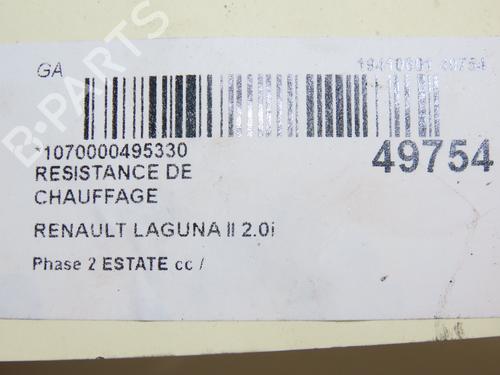 GA
*1070000495330
49754
RESISTANCE DE
CHAUFFAGE
RENAULT LAGUNA II 2.0i
Phase 2 ESTATE cc /
B-PARTS